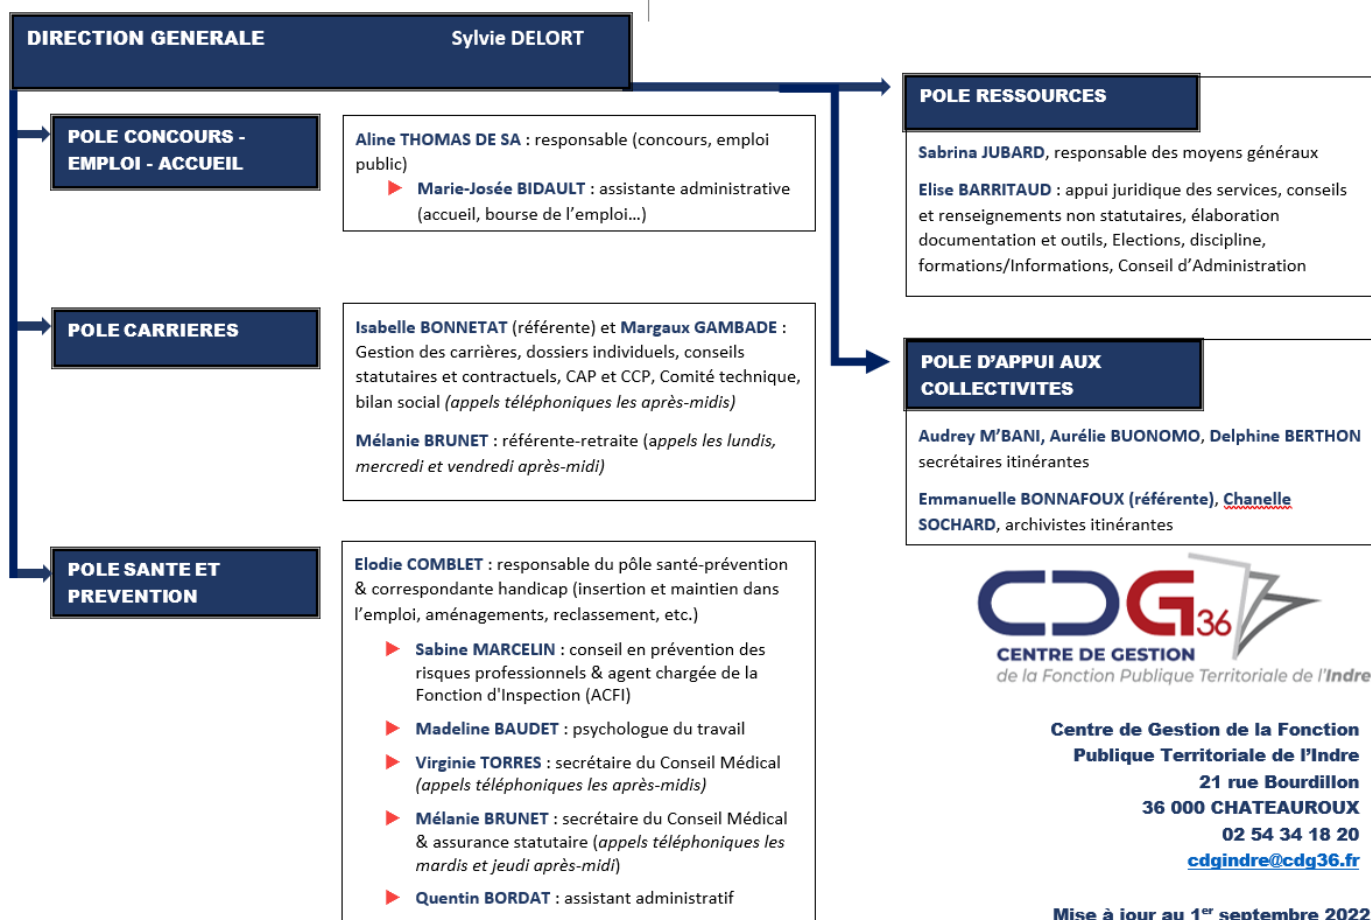 DIRECTION GENERALE Sylvie DELORT
POLE CONCOURS -
EMPLOI - ACCUEIL
Aline THOMAS DE SA : responsable (concours, emploi
public)
Marie-Josée BIDAULT : assistante administrative
(accueil, bourse de l’emploi…)
POLE CARRIERES
Isabelle BONNETAT (référente) et Margaux GAMBADE :
Gestion des carrières, dossiers individuels, conseils
statutaires et contractuels, CAP et CCP, Comité technique,
bilan social (appels téléphoniques les après-midis)
Mélanie BRUNET : référente-retraite (appels les lundis,
mercredi et vendredi après-midi)
POLE SANTE ET
PREVENTION
Elodie COMBLET : responsable du pôle santé-prévention
& correspondante handicap (insertion et maintien dans
l’emploi, aménagements, reclassement, etc.)
Sabine MARCELIN : conseil en prévention des
risques professionnels & agent chargée de la
Fonction d'Inspection (ACFI)
Madeline BAUDET : psychologue du travail
Virginie TORRES : secrétaire du Conseil Médical
(appels téléphoniques les après-midis)
Mélanie BRUNET : secrétaire du Conseil Médical
& assurance statutaire (appels téléphoniques les
mardis et jeudi après-midi)
Quentin BORDAT : assistant administratif
POLE RESSOURCES
Sabrina JUBARD, responsable des moyens généraux
Elise BARRITAUD : appui juridique des services, conseils
et renseignements non statutaires, élaboration
documentation et outils, Elections, discipline,
formations/Informations, Conseil d’Administration
POLE D’APPUI AUX
COLLECTIVITES
Audrey M’BANI, Aurélie BUONOMO, Delphine BERTHON
secrétaires itinérantes
Emmanuelle BONNAFOUX (référente), Chanelle
SOCHARD, archivistes itinérantes
CDG36
CENTRE DE GESTION
de la Fonction Publique Territoriale de l'Indre
Centre de Gestion de la Fonction
Publique Territoriale de l’Indre
21 rue Bourdillon
36 000 CHATEAUROUX
02 54 34 18 20
cdgindre@cdg36.fr
Mise à jour au 1er septembre 2022